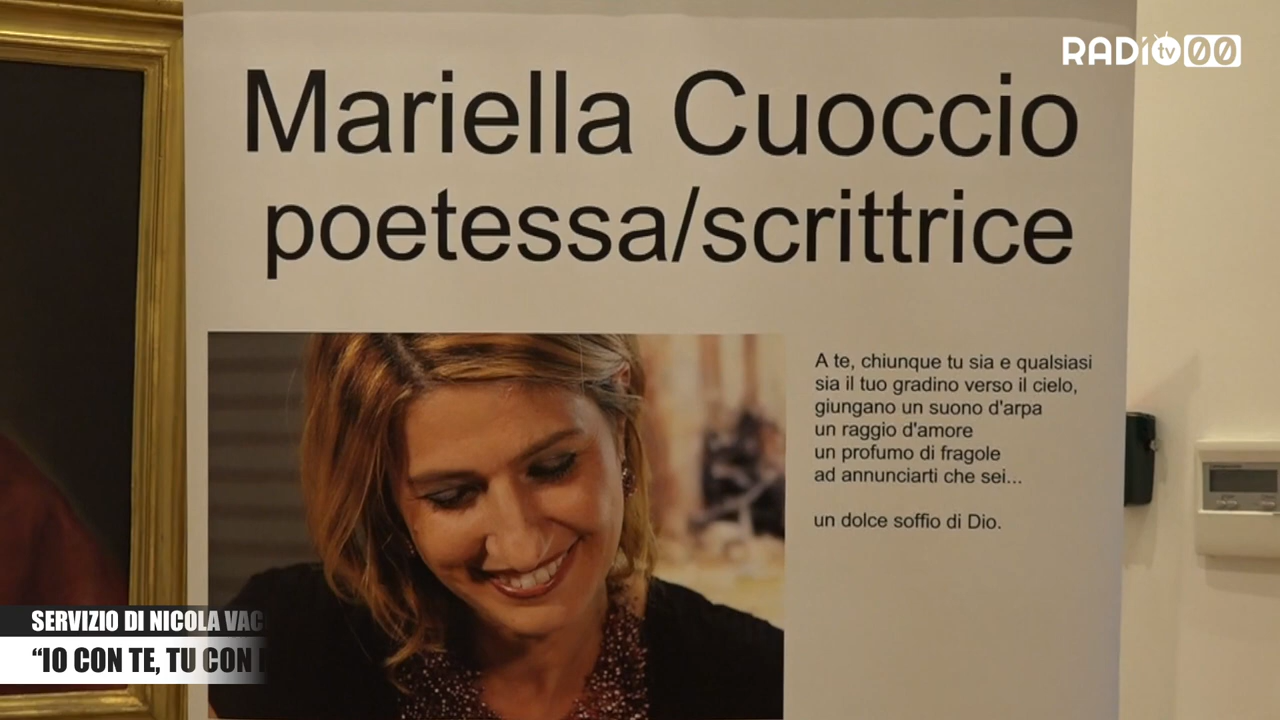 RADIO tv 00
Mariella Cuoccio
poetessa/scrittrice
A te, chiunque tu sia e qualsiasi
sia il tuo gradino verso il cielo,
giungano un suono d'arpa
un raggio d'amore
un profumo di fragole
ad annunciarti che sei...
un dolce soffio di Dio.
SERVIZIO DI NICOLA
“IO CON TE, TU CON